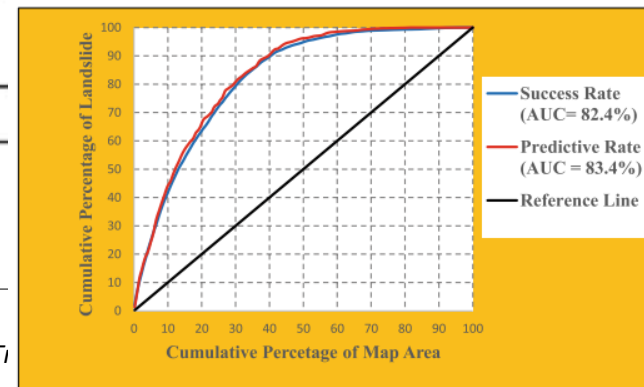 Cumulative Percentage of Landslide
100
90
80
70
60
50
40
30
20
10
0
0 10 20 30 40 50 60 70 80 90 100
Cumulative Percetage of Map Area
Success Rate
(AUC= 82.4%)
Predictive Rate
(AUC = 83.4%)
Reference Line